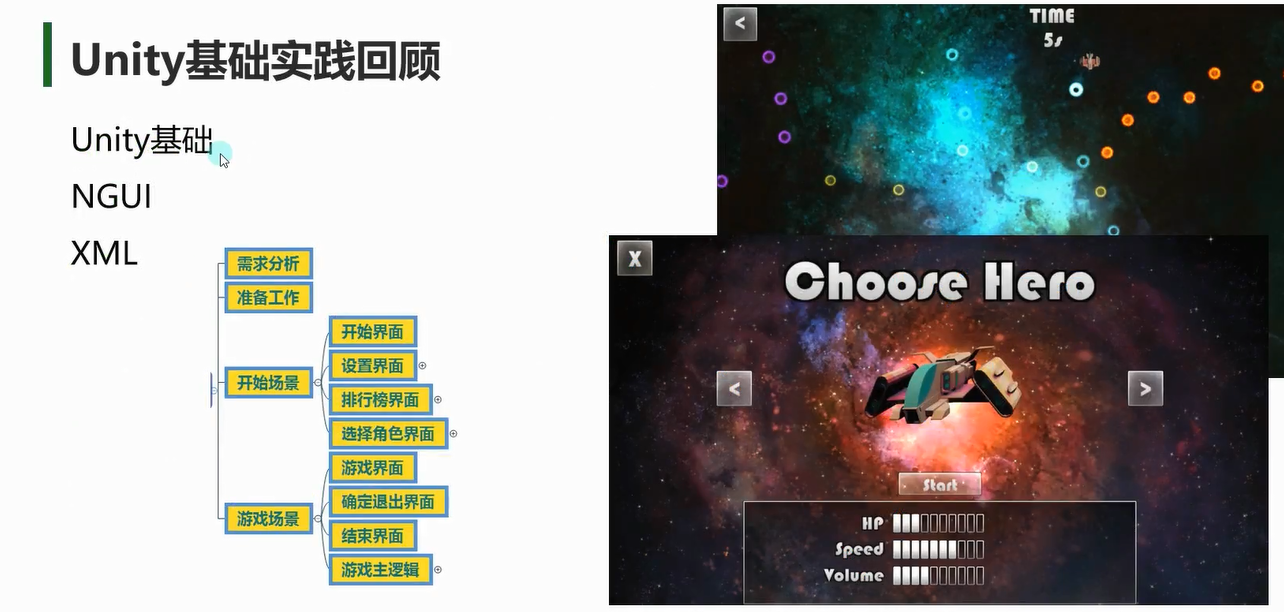 Unity基础实践回顾
Unity基础
NGUI
XML
需求分析
准备工作
开始场景
开始界面
设置界面
排行榜界面
选择角色界面
游戏场景
游戏界面
确定退出界面
结束界面
游戏主逻辑
<
TIME
5s
X
Choose Hero
<
>
Start
HP
Speed
Volume